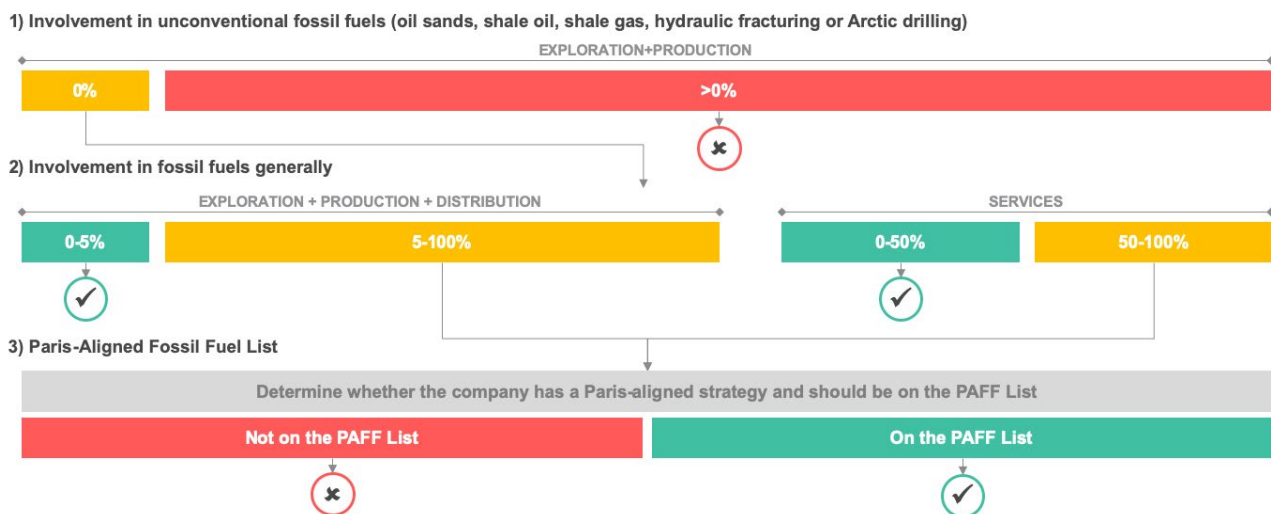 1) Involvement in unconventional fossil fuels (oil sands, shale oil, shale gas, hydraulic fracturing or Arctic drilling)
EXPLORATION+PRODUCTION
0%
>0%
2) Involvement in fossil fuels generally
EXPLORATION + PRODUCTION + DISTRIBUTION
SERVICES
0-5%
5-100%
0-50%
50-100%
3) Paris-Aligned Fossil Fuel List
Determine whether the company has a Paris-aligned strategy and should be on the PAFF List
Not on the PAFF List
On the PAFF List